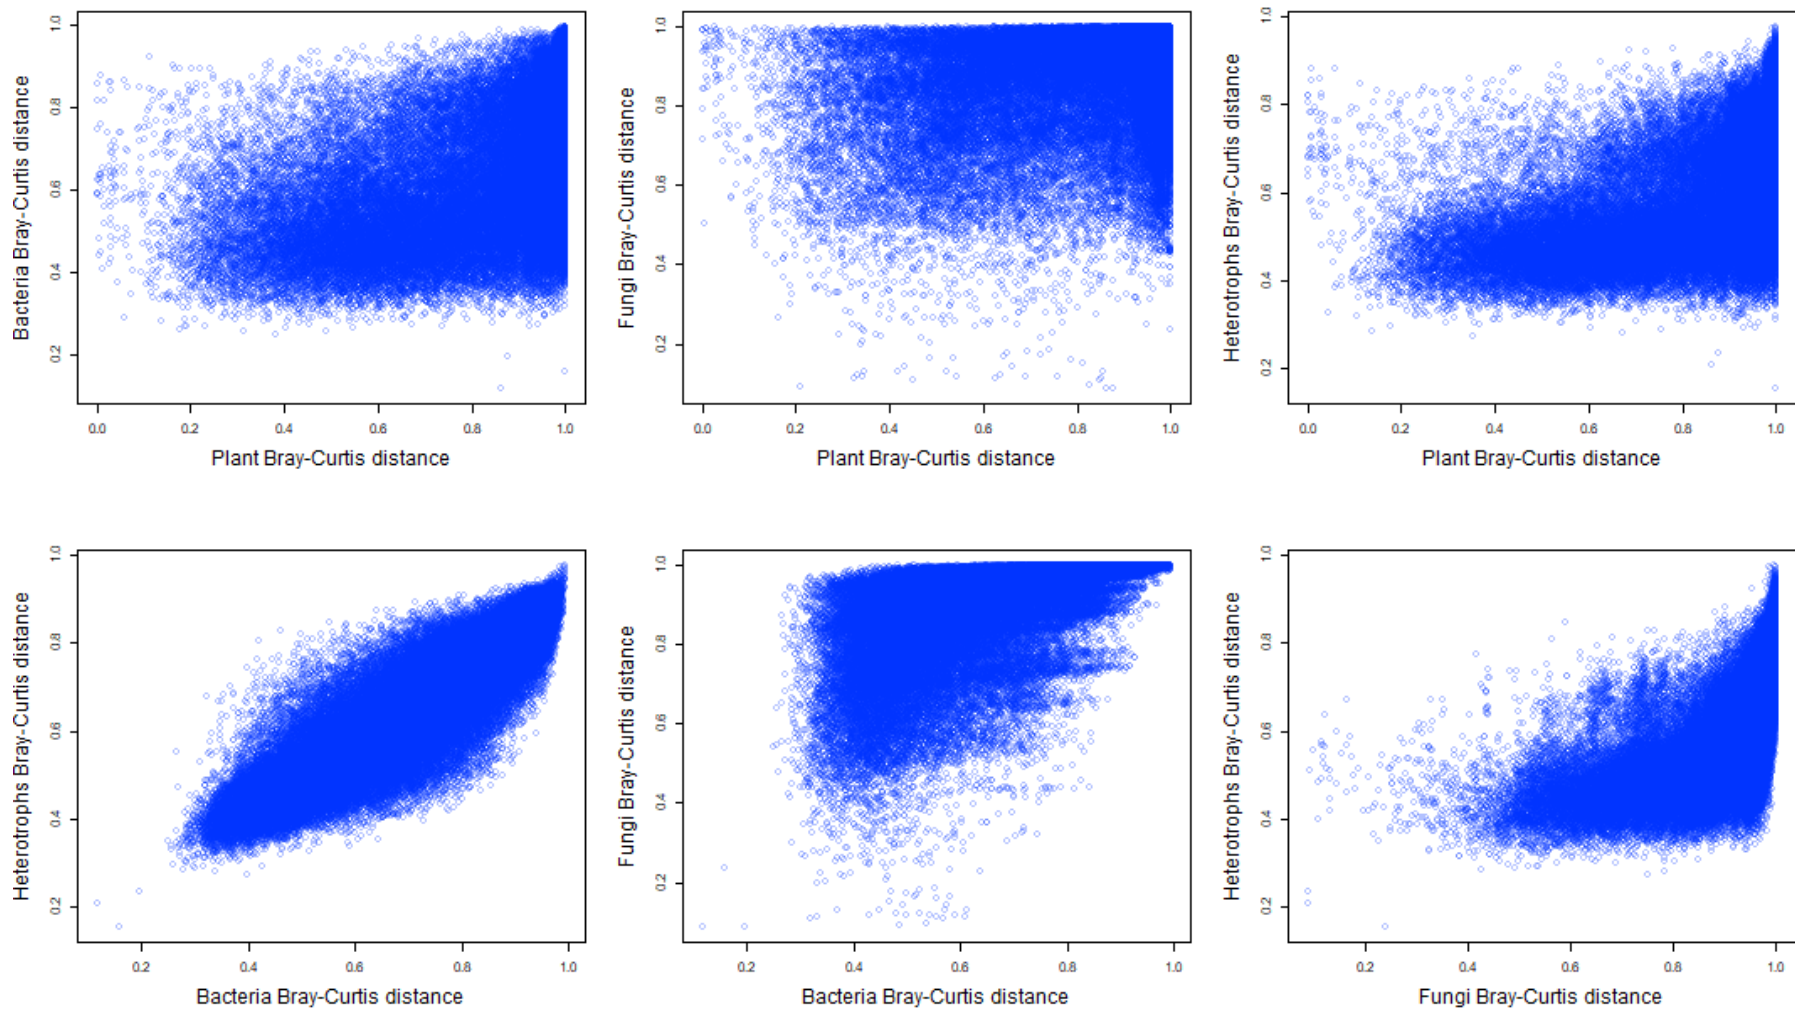 Bacteria Bray-Curtis distance
1.0
0.8
0.6
0.4
0.2
0.0 0.2 0.4 0.6 0.8 1.0
Plant Bray-Curtis distance
Fungi Bray-Curtis distance
1.0
0.8
0.6
0.4
0.2
0.0 0.2 0.4 0.6 0.8 1.0
Plant Bray-Curtis distance
Heterotrophs Bray-Curtis distance
1.0
0.8
0.6
0.4
0.2
0.0 0.2 0.4 0.6 0.8 1.0
Plant Bray-Curtis distance
Heterotrophs Bray-Curtis distance
1.0
0.8
0.6
0.4
0.2
0.2 0.4 0.6 0.8 1.0
Bacteria Bray-Curtis distance
Fungi Bray-Curtis distance
1.0
0.8
0.6
0.4
0.2
0.2 0.4 0.6 0.8 1.0
Bacteria Bray-Curtis distance
Heterotrophs Bray-Curtis distance
1.0
0.8
0.6
0.4
0.2
0.2 0.4 0.6 0.8 1.0
Fungi Bray-Curtis distance